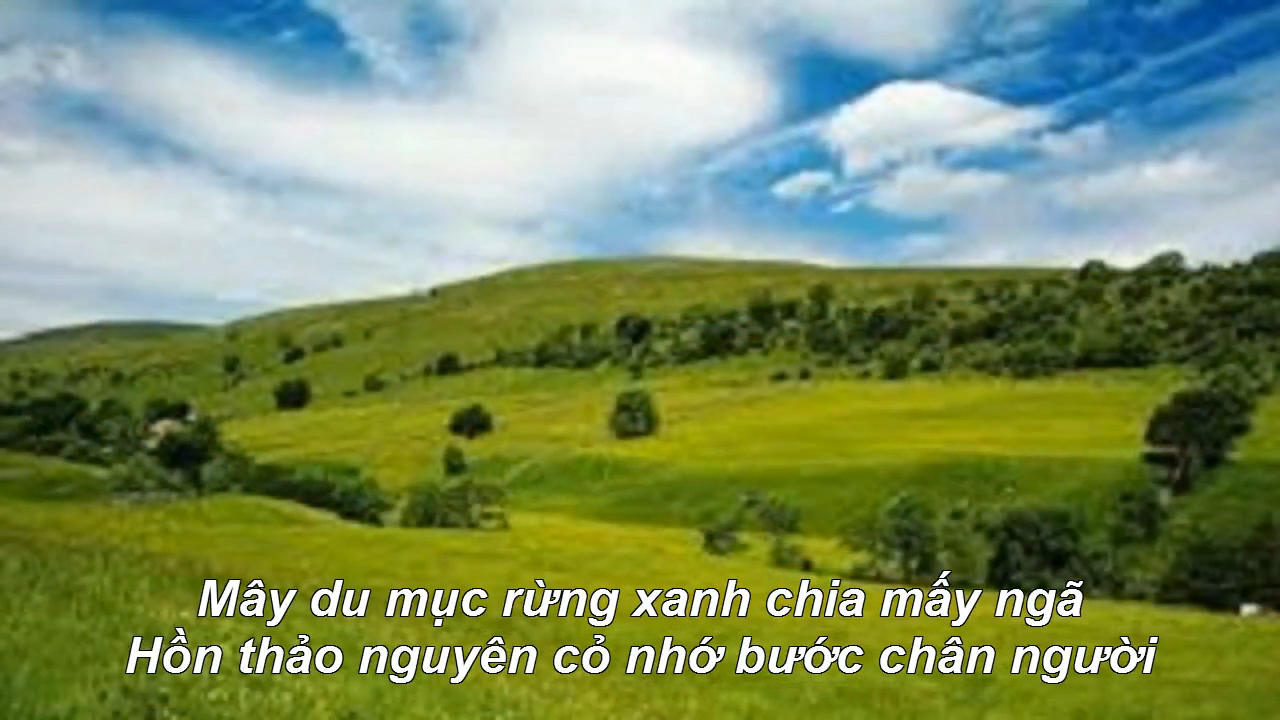 Mây du mục rừng xanh chia mấy ngã
Hồn thảo nguyên cỏ nhớ bước chân người